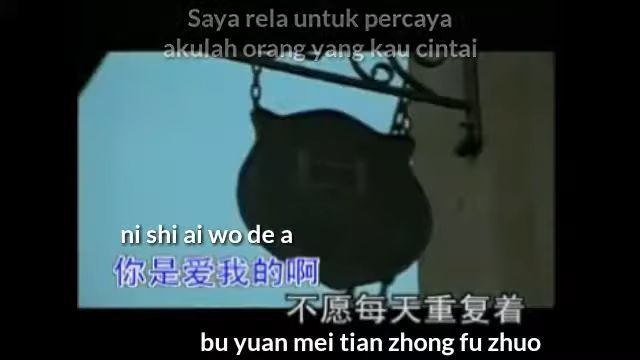 Saya rela untuk percaya
akulah orang yang kau cintai
ni shi ai wo de a
你是爱我的啊
不愿每天重复着
bu yuan mei tian zhong fu zhuo